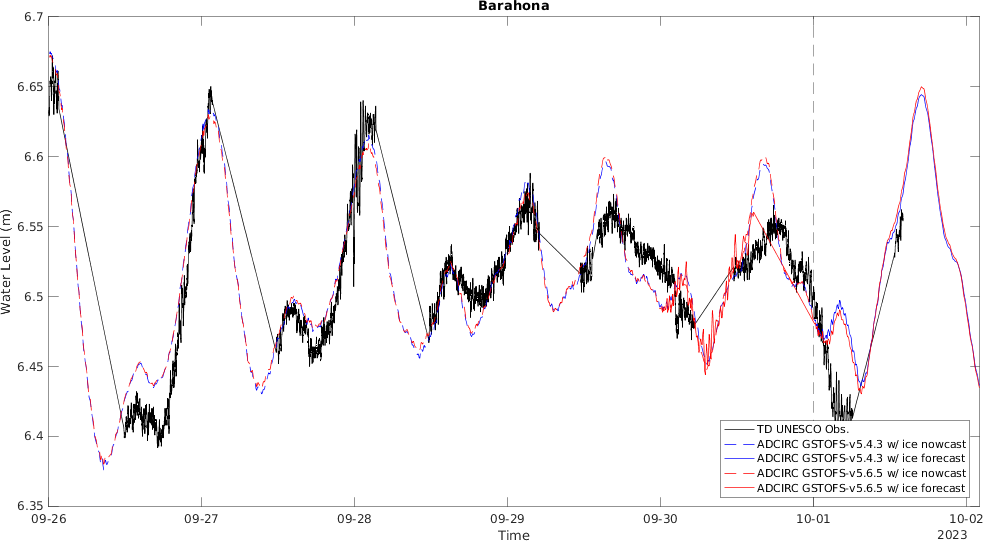 Barahona
6.7
6.65
6.6
6.55
6.5
6.45
6.4
6.35
Water Level (m)
09-26
09-27
09-28
09-29
09-30
10-01
10-02
2023
Time
TD UNESCO Obs.
ADCIRC GSTOFS-v5.4.3 w/ ice nowcast
ADCIRC GSTOFS-v5.4.3 w/ ice forecast
ADCIRC GSTOFS-v5.6.5 w/ ice nowcast
ADCIRC GSTOFS-v5.6.5 w/ ice forecast